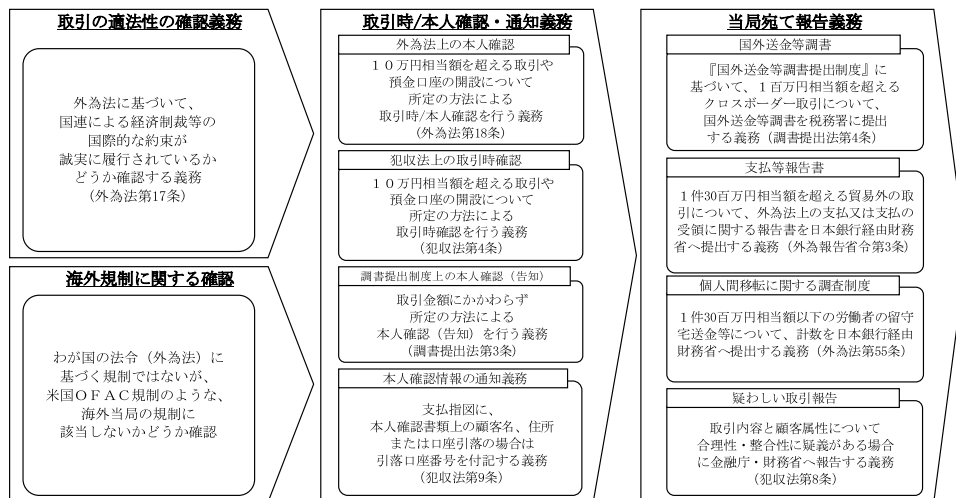 取引の適法性の確認義務
外為法に基づいて、
国連による経済制裁等の
国際的な約束が
誠実に履行されているか
どうか確認する義務
(外為法第17条)
海外規制に関する確認
わが国の法令（外為法）に
基づく規制ではないが、
米国ＯＦＡＣ規制のような、
海外当局の規制に
該当しないかどうか確認
取引時/本人確認・通知義務
外為法上の本人確認
１０万円相当額を超える取引や
預金口座の開設について
所定の方法による
取引時/本人確認を行う義務
(外為法第18条)
犯収法上の取引時確認
１０万円相当額を超える取引や
預金口座の開設について
所定の方法による
取引時確認を行う義務
(犯収法第4条)
調書提出制度上の本人確認（告知）
取引金額にかかわらず
所定の方法による
本人確認（告知）を行う義務
(調書提出法第3条)
本人確認情報の通知義務
支払指図に、
本人確認書類上の顧客名、住所
または口座引落の場合は
引落口座番号を付記する義務
(犯収法第9条)
当局宛て報告義務
国外送金等調書
『国外送金等調書提出制度』に
基づいて、１百万円相当額を超える
クロスボーダー取引について、
国外送金等調書を税務署に提出
する義務（調書提出法第4条）
支払等報告書
１件30百万円相当額を超える貿易外の取
引について、外為法上の支払又は支払の
受領に関する報告書を日本銀行経由財務
省へ提出する義務（外為報告省令第3条）
個人間移転に関する調査制度
１件30百万円相当額以下の労働者の留守
宅送金等について、計数を日本銀行経由
財務省へ提出する義務（外為法第55条）
疑わしい取引報告
取引内容と顧客属性について
合理性・整合性に疑義がある場合
に金融庁・財務省へ報告する義務
(犯収法第8条)